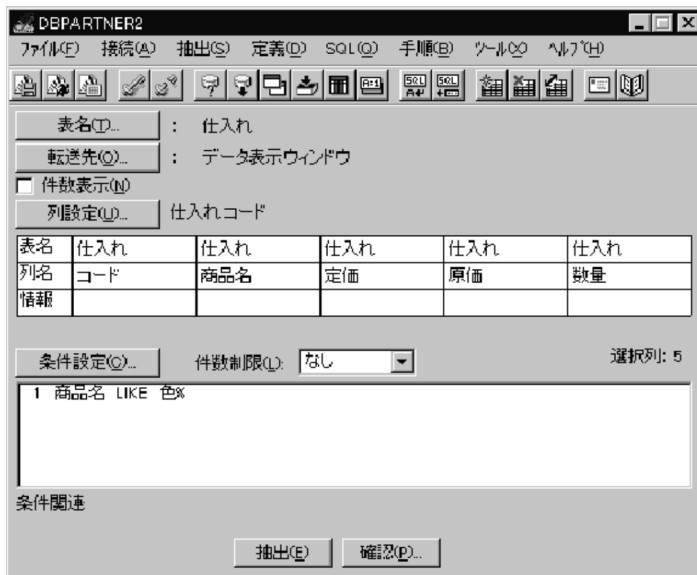 DBPARTNER2
ファイル(F) 接続(A) 抽出(S) 定義(D) SQL(Q) 手順(B) ツール(X) ヘルプ(H)
表名(T)... : 仕入れ
転送先(O)... : データ表示ウィンドウ
件数表示(N)
列設定(U)... 仕入れコード
表名 仕入れ 仕入れ 仕入れ 仕入れ 仕入れ
列名 コード 商品名 定価 原価 数量
情報
条件設定(C)... 件数制限(L): なし 選択列: 5
1 商品名 LIKE 色%
条件関連
抽出(E) 確認(P)...